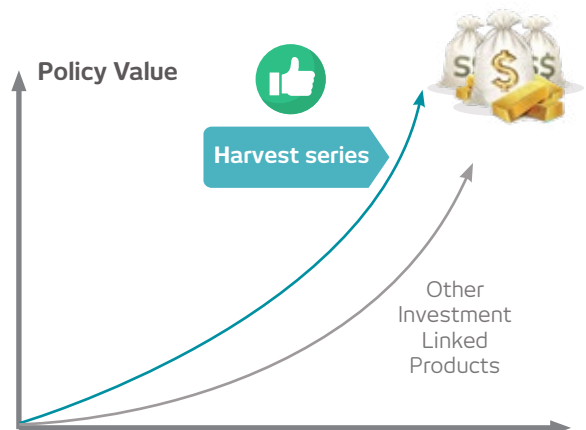 Policy Value
Harvest series
S$
$
S$
Other
Investment
Linked
Products